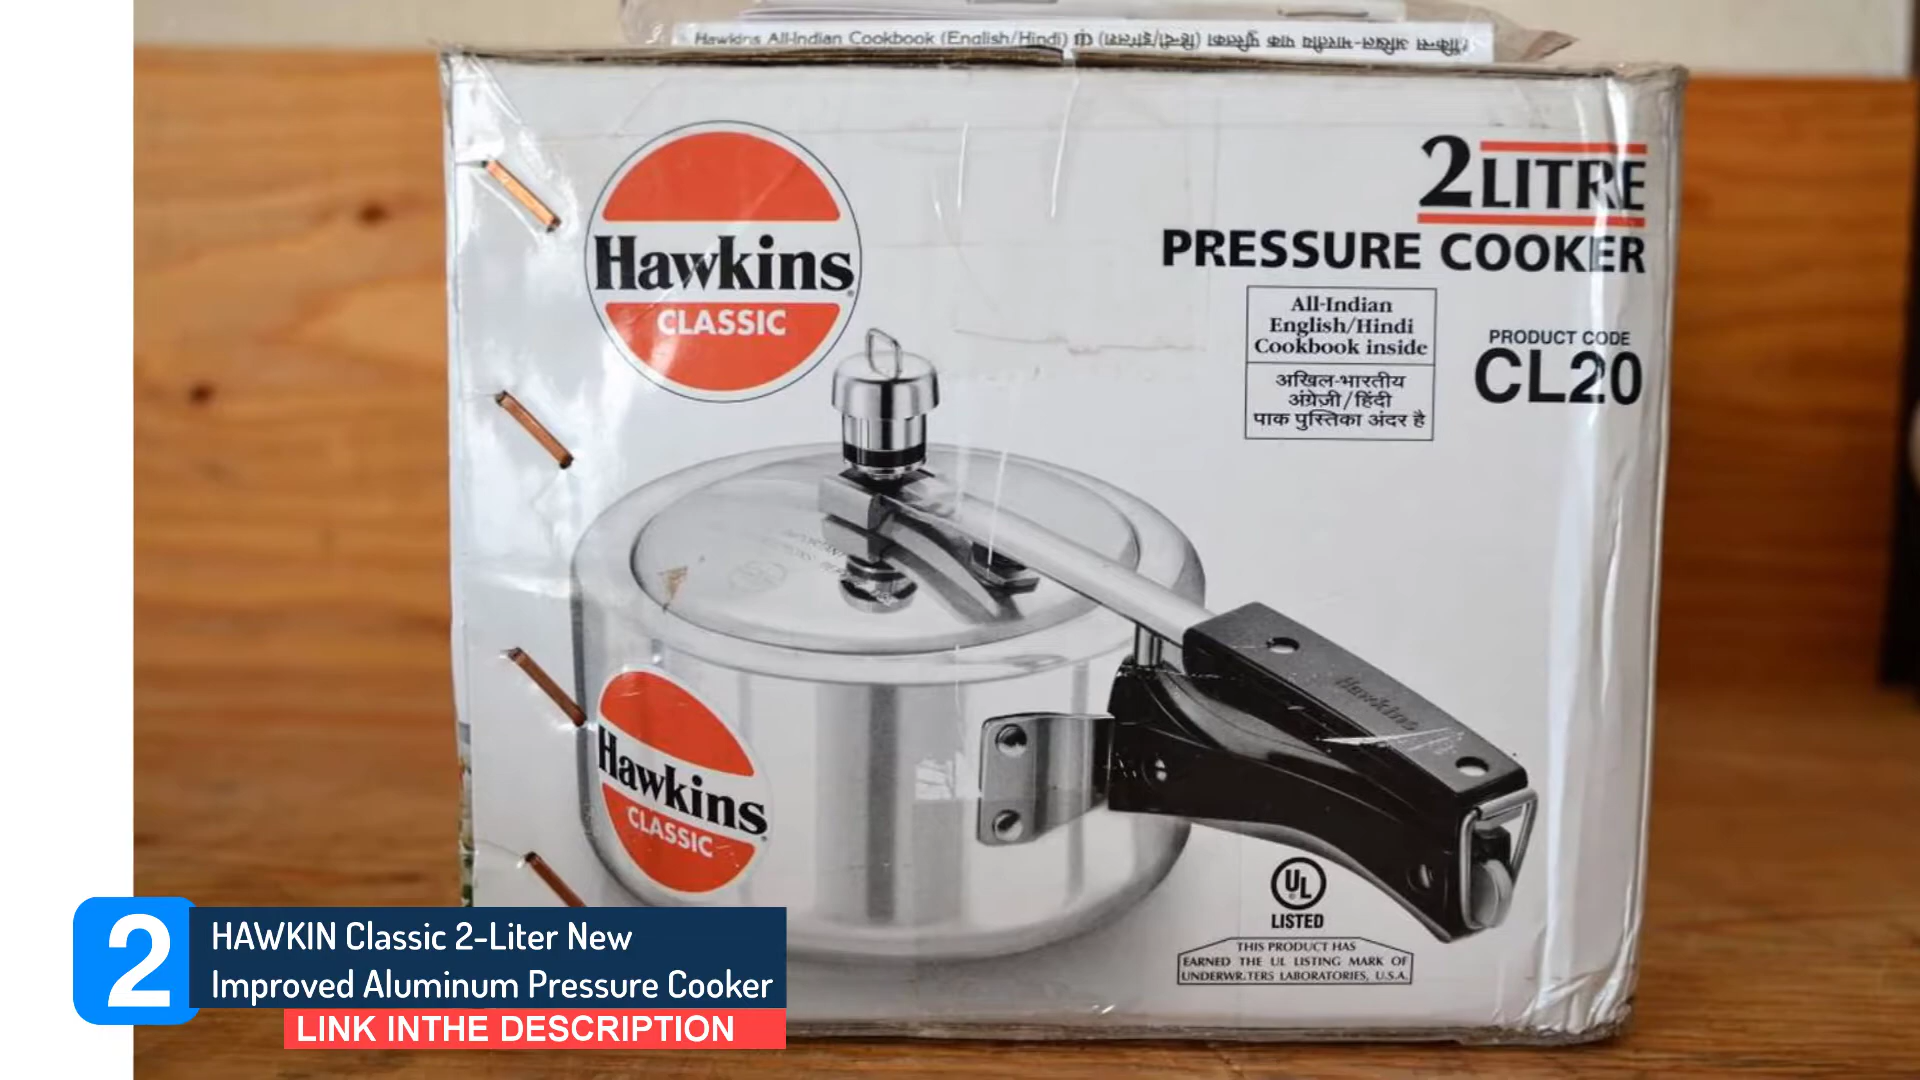 Hawkins All-Indian Cookbook (English/Hindi)
Hawkins
CLASSIC
2 LITRE
PRESSURE COOKER
All-Indian
English/Hindi
Cookbook inside
अखिल-भारतीय
अंग्रेज़ी/हिंदी
पाक पुस्तिका अंदर है
PRODUCT CODE
CL20
Hawkins
Hawkins
CLASSIC
UL
LISTED
THIS PRODUCT HAS
EARNED THE UL LISTING MARK OF
UNDERWRITERS LABORATORIES, U.S.A.
2
HAWKIN Classic 2-Liter New
Improved Aluminum Pressure Cooker
LINK INTHE DESCRIPTION